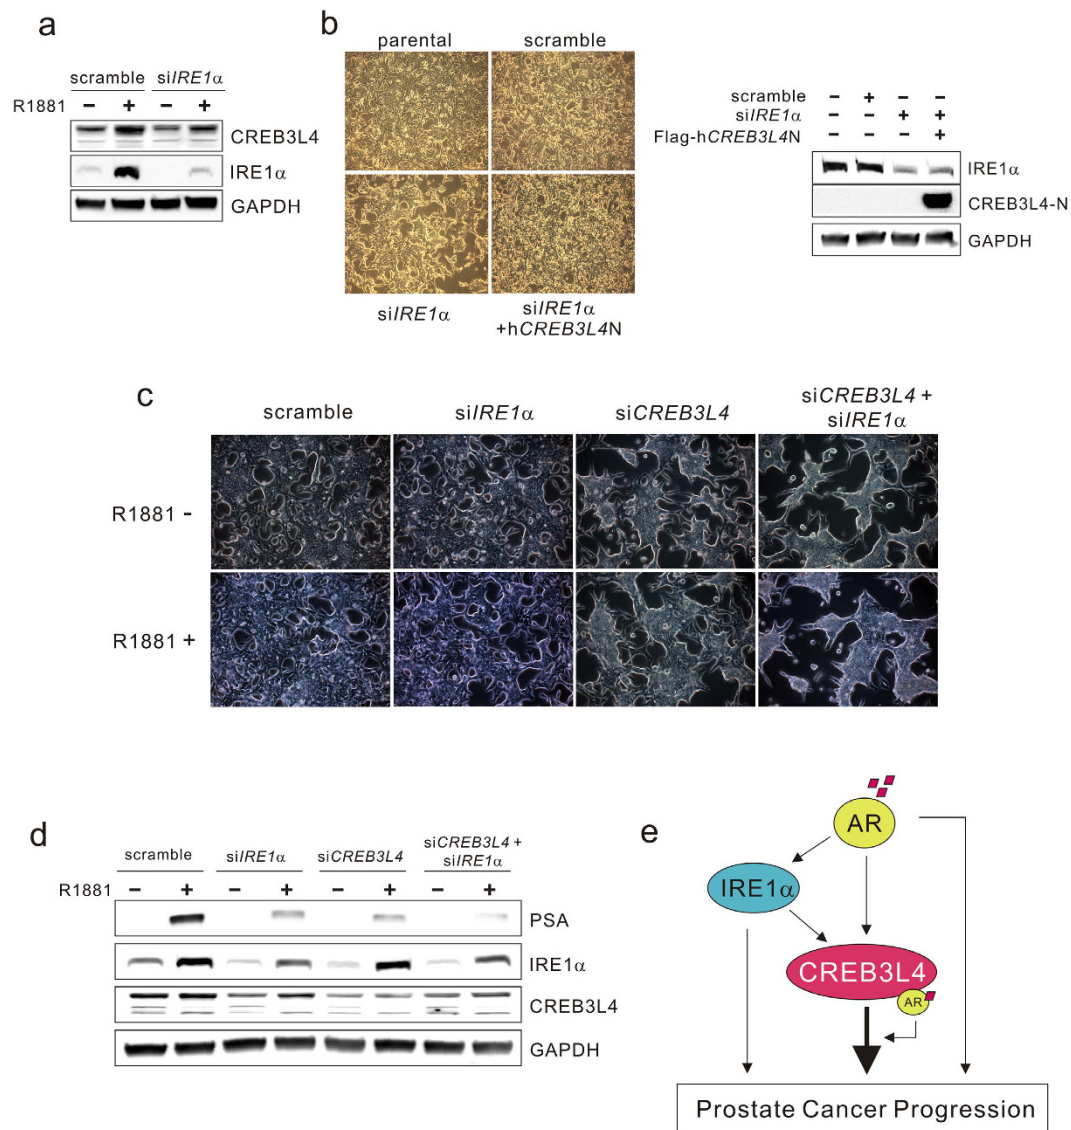 a
scramble siIRE1α
R1881 − + − +
CREB3L4
IRE1α
GAPDH
b
parental scramble
siIRE1α
siIRE1α
+hCREB3L4N
scramble − + − −
siIRE1α − − + +
Flag-hCREB3L4N − − − +
IRE1α
CREB3L4-N
GAPDH
c
scramble siIRE1α siCREB3L4 siCREB3L4 +
siIRE1α
R1881 -
R1881 +
d
scramble siIRE1α siCREB3L4 siCREB3L4 +
siIRE1α
R1881 − + − + − + − +
PSA
IRE1α
CREB3L4
GAPDH
e
AR
IRE1α
CREB3L4
AR
Prostate Cancer Progression